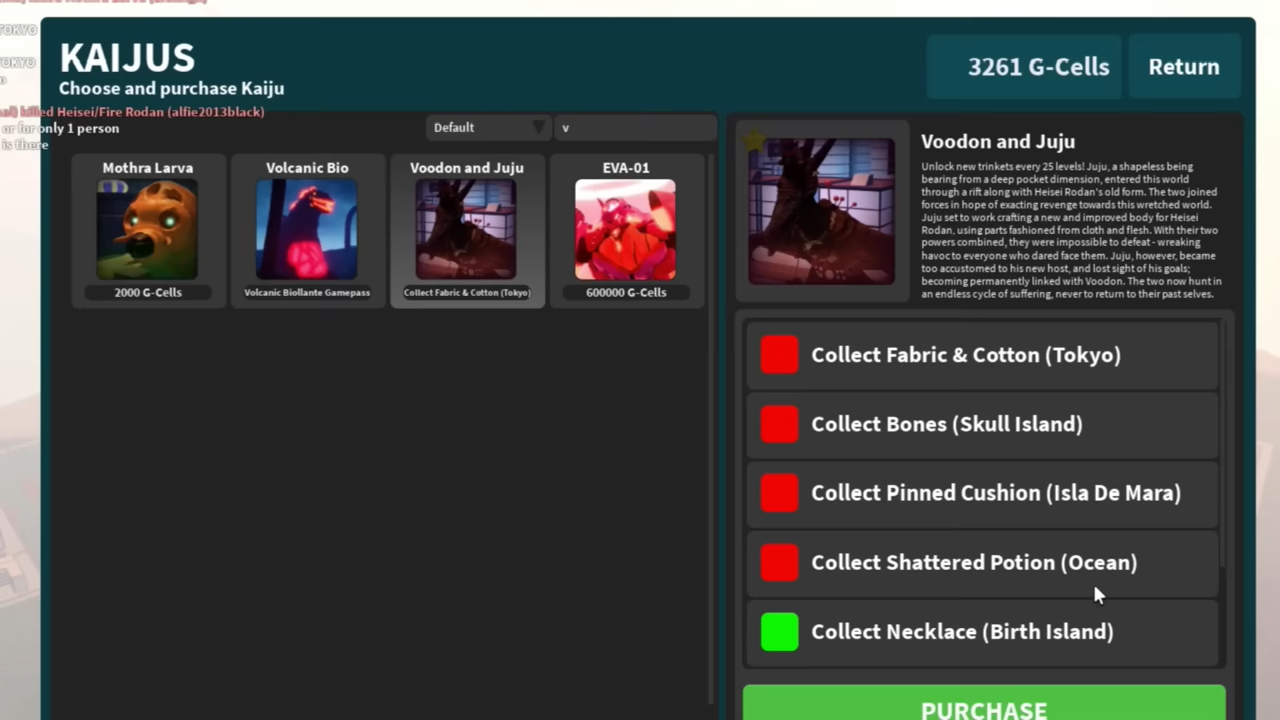 TOKYO
TOKYO
KAIJUS
Choose and purchase Kaiju
3261 G-Cells
Return
killed Heisei/Fire Rodan (alfie2013black)
or for only 1 person
is there
Default
v
Mothra Larva
2000 G-Cells
Volcanic Bio
Volcanic Biollante Gamepass
Voodon and Juju
Collect Fabric & Cotton (Tokyo)
EVA-01
600000 G-Cells
Voodon and Juju
Unlock new trinkets every 25 levels! Juju, a shapeless being
bearing from a deep pocket dimension, entered this world
through a rift along with Heisei Rodan's old form. The two joined
forces in hope of exacting revenge towards this wretched world.
Juju set to work crafting a new and improved body for Heisei
Rodan, using parts fashioned from cloth and flesh. With their two
powers combined, they were impossible to defeat - wreaking
havoc to everyone who dared face them. Juju, however, became
too accustomed to his new host, and lost sight of his goals;
becoming permanently linked with Voodon. The two now hunt in
an endless cycle of suffering, never to return to their past selves.
Collect Fabric & Cotton (Tokyo)
Collect Bones (Skull Island)
Collect Pinned Cushion (Isla De Mara)
Collect Shattered Potion (Ocean)
Collect Necklace (Birth Island)
PURCHASE